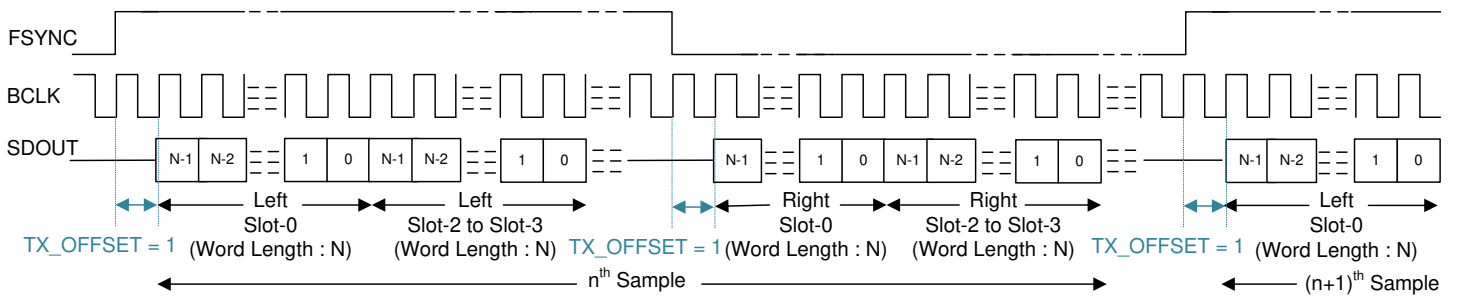 FSYNC
BCLK
SDOUT
N-1 N-2 1 0 N-1 N-2 1 0 N-1 1 0 N-1 N-2 1 0 N-1 N-2 1 0
Left Left Right Right Left
Slot-0 Slot-2 to Slot-3 Slot-0 Slot-2 to Slot-3 Slot-0
TX_OFFSET = 1 (Word Length : N) (Word Length : N) TX_OFFSET = 1 (Word Length : N) (Word Length : N) TX_OFFSET = 1 (Word Length : N)
nth Sample (n+1)th Sample